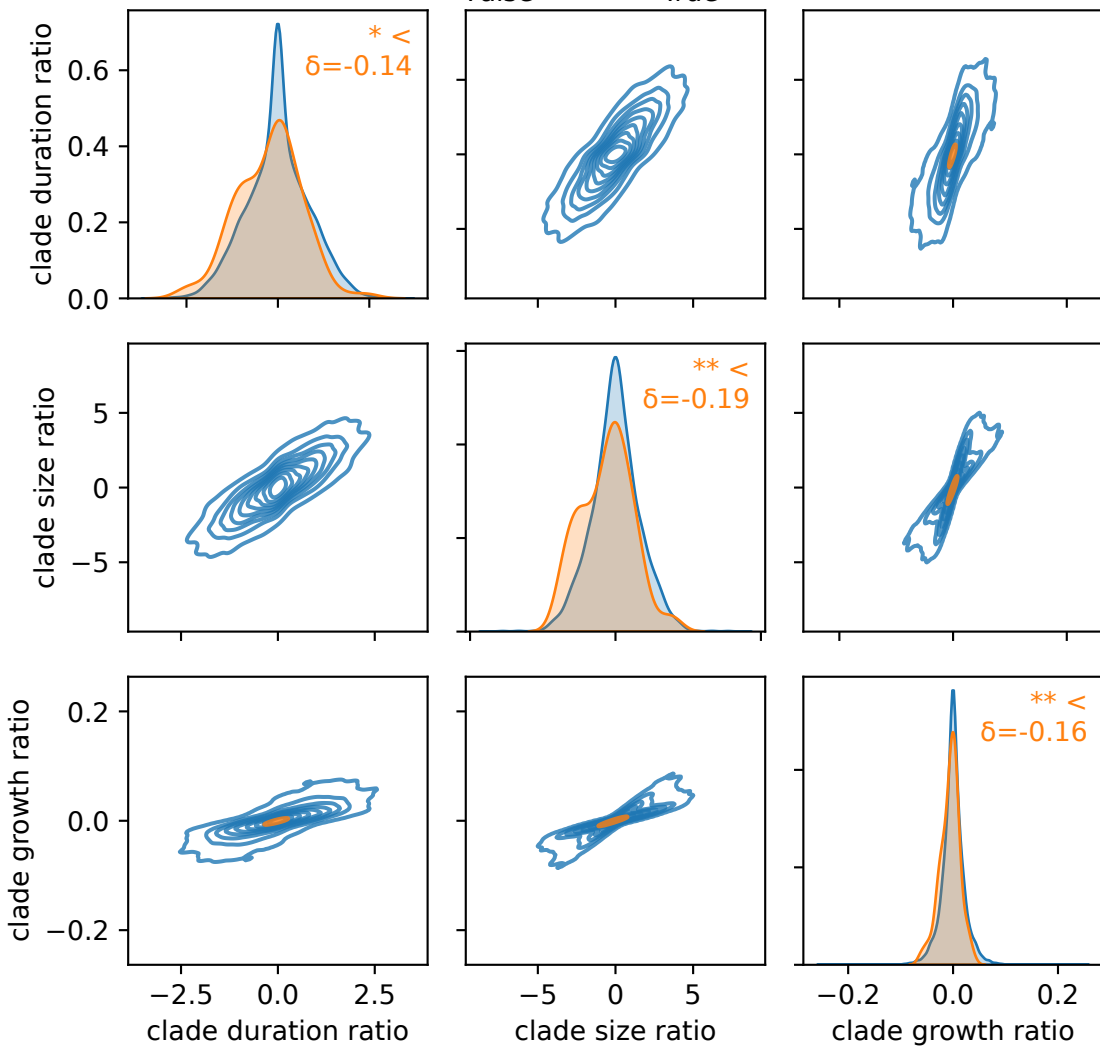 clade duration ratio
0.6
0.4
0.2
0.0
* <
δ=-0.14
clade size ratio
5
0
−5
** <
δ=-0.19
clade growth ratio
0.2
0.0
−0.2
** <
δ=-0.16
−2.5 0.0 2.5
−5 0 5
−0.2 0.0 0.2
clade duration ratio
clade size ratio
clade growth ratio